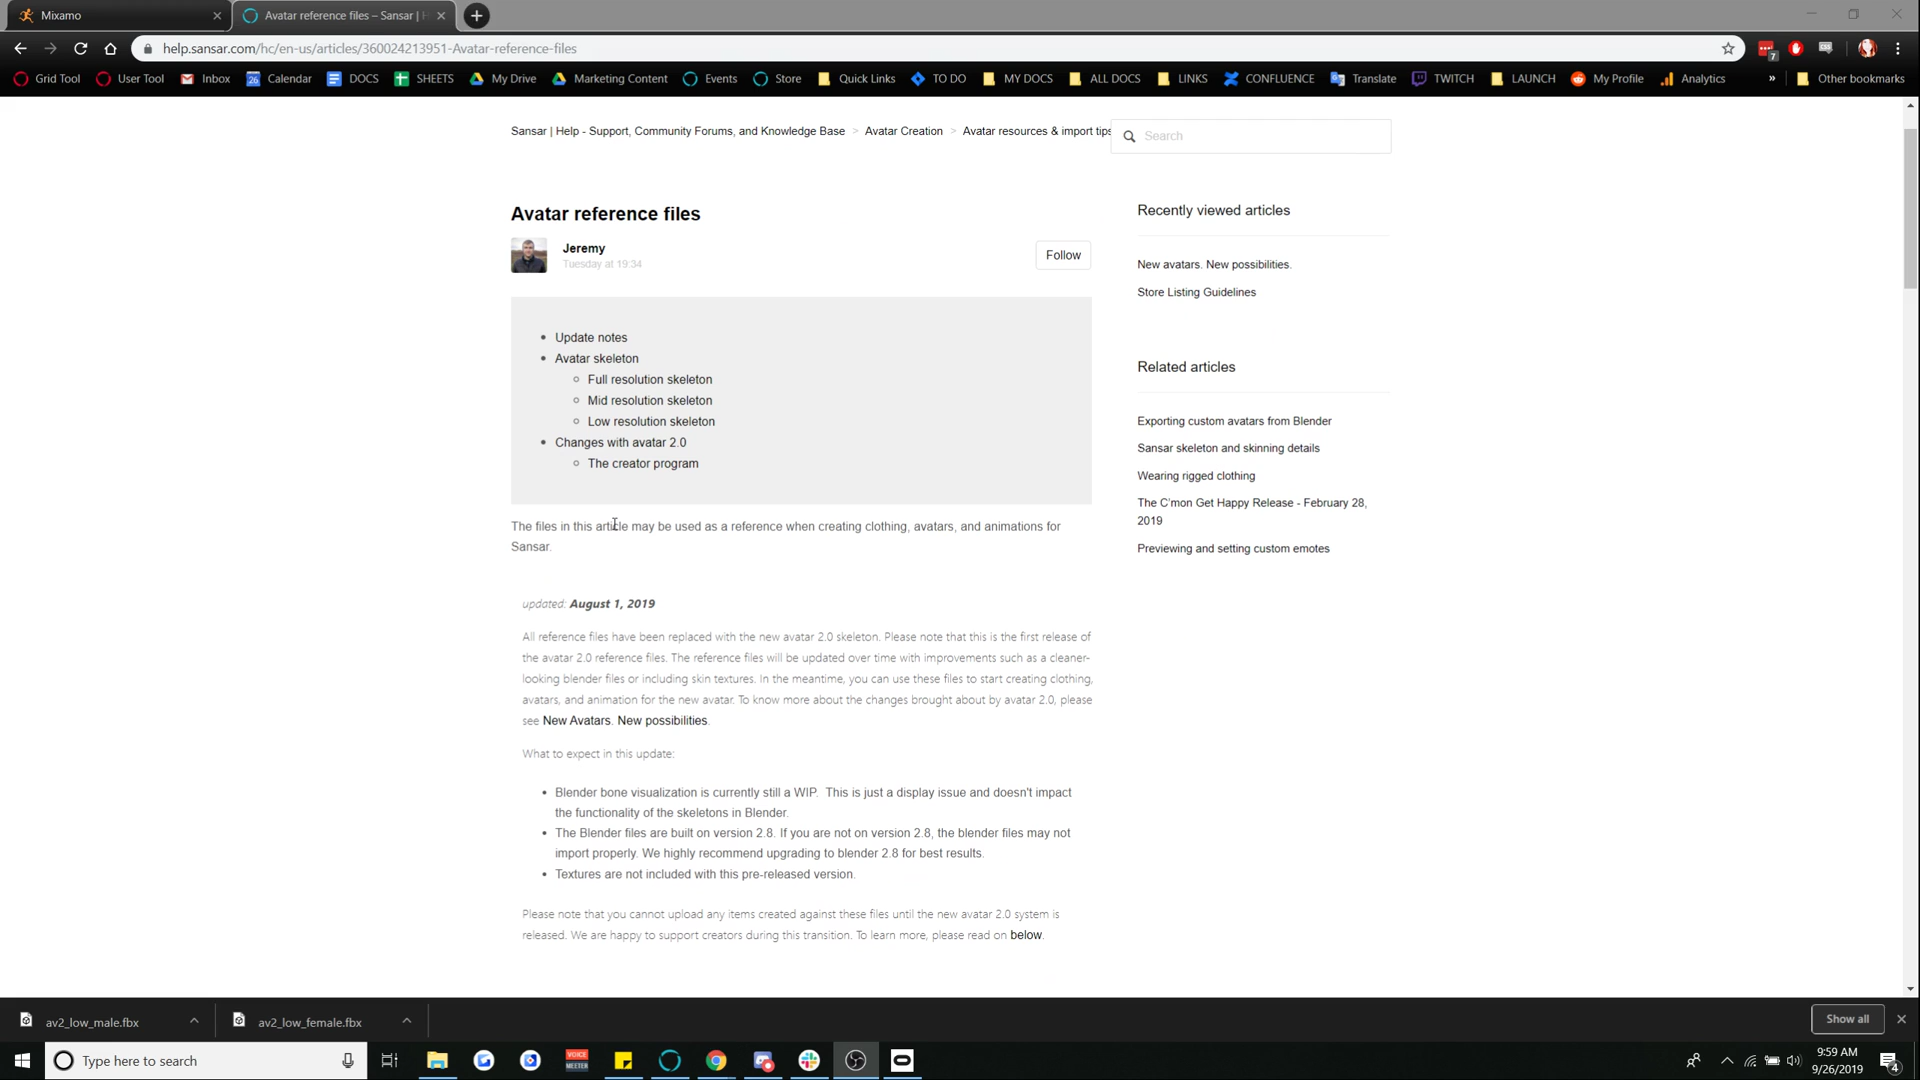 Mixamo
Avatar reference files – Sansar | H
help.sansar.com/hc/en-us/articles/360024213951-Avatar-reference-files
7
Grid Tool User Tool Inbox 26 Calendar DOCS SHEETS My Drive Marketing Content Events Store Quick Links TO DO MY DOCS ALL DOCS LINKS CONFLUENCE Translate TWITCH LAUNCH My Profile Analytics » Other bookmarks
Sansar | Help - Support, Community Forums, and Knowledge Base > Avatar Creation > Avatar resources & import tips
Search
Avatar reference files
Jeremy
Tuesday at 19:34
Follow
Update notes
Avatar skeleton
Full resolution skeleton
Mid resolution skeleton
Low resolution skeleton
Changes with avatar 2.0
The creator program
The files in this article may be used as a reference when creating clothing, avatars, and animations for
Sansar.
updated: August 1, 2019
All reference files have been replaced with the new avatar 2.0 skeleton. Please note that this is the first release of
the avatar 2.0 reference files. The reference files will be updated over time with improvements such as a cleaner-
looking blender files or including skin textures. In the meantime, you can use these files to start creating clothing,
avatars, and animation for the new avatar. To know more about the changes brought about by avatar 2.0, please
see New Avatars. New possibilities.
What to expect in this update:
Blender bone visualization is currently still a WIP. This is just a display issue and doesn't impact
the functionality of the skeletons in Blender.
The Blender files are built on version 2.8. If you are not on version 2.8, the blender files may not
import properly. We highly recommend upgrading to blender 2.8 for best results.
Textures are not included with this pre-released version.
Please note that you cannot upload any items created against these files until the new avatar 2.0 system is
released. We are happy to support creators during this transition. To learn more, please read on below.
Recently viewed articles
New avatars. New possibilities.
Store Listing Guidelines
Related articles
Exporting custom avatars from Blender
Sansar skeleton and skinning details
Wearing rigged clothing
The C'mon Get Happy Release - February 28,
2019
Previewing and setting custom emotes
av2_low_male.fbx
av2_low_female.fbx
Show all
Type here to search
VOICE
MEETER
9:59 AM
9/26/2019
4